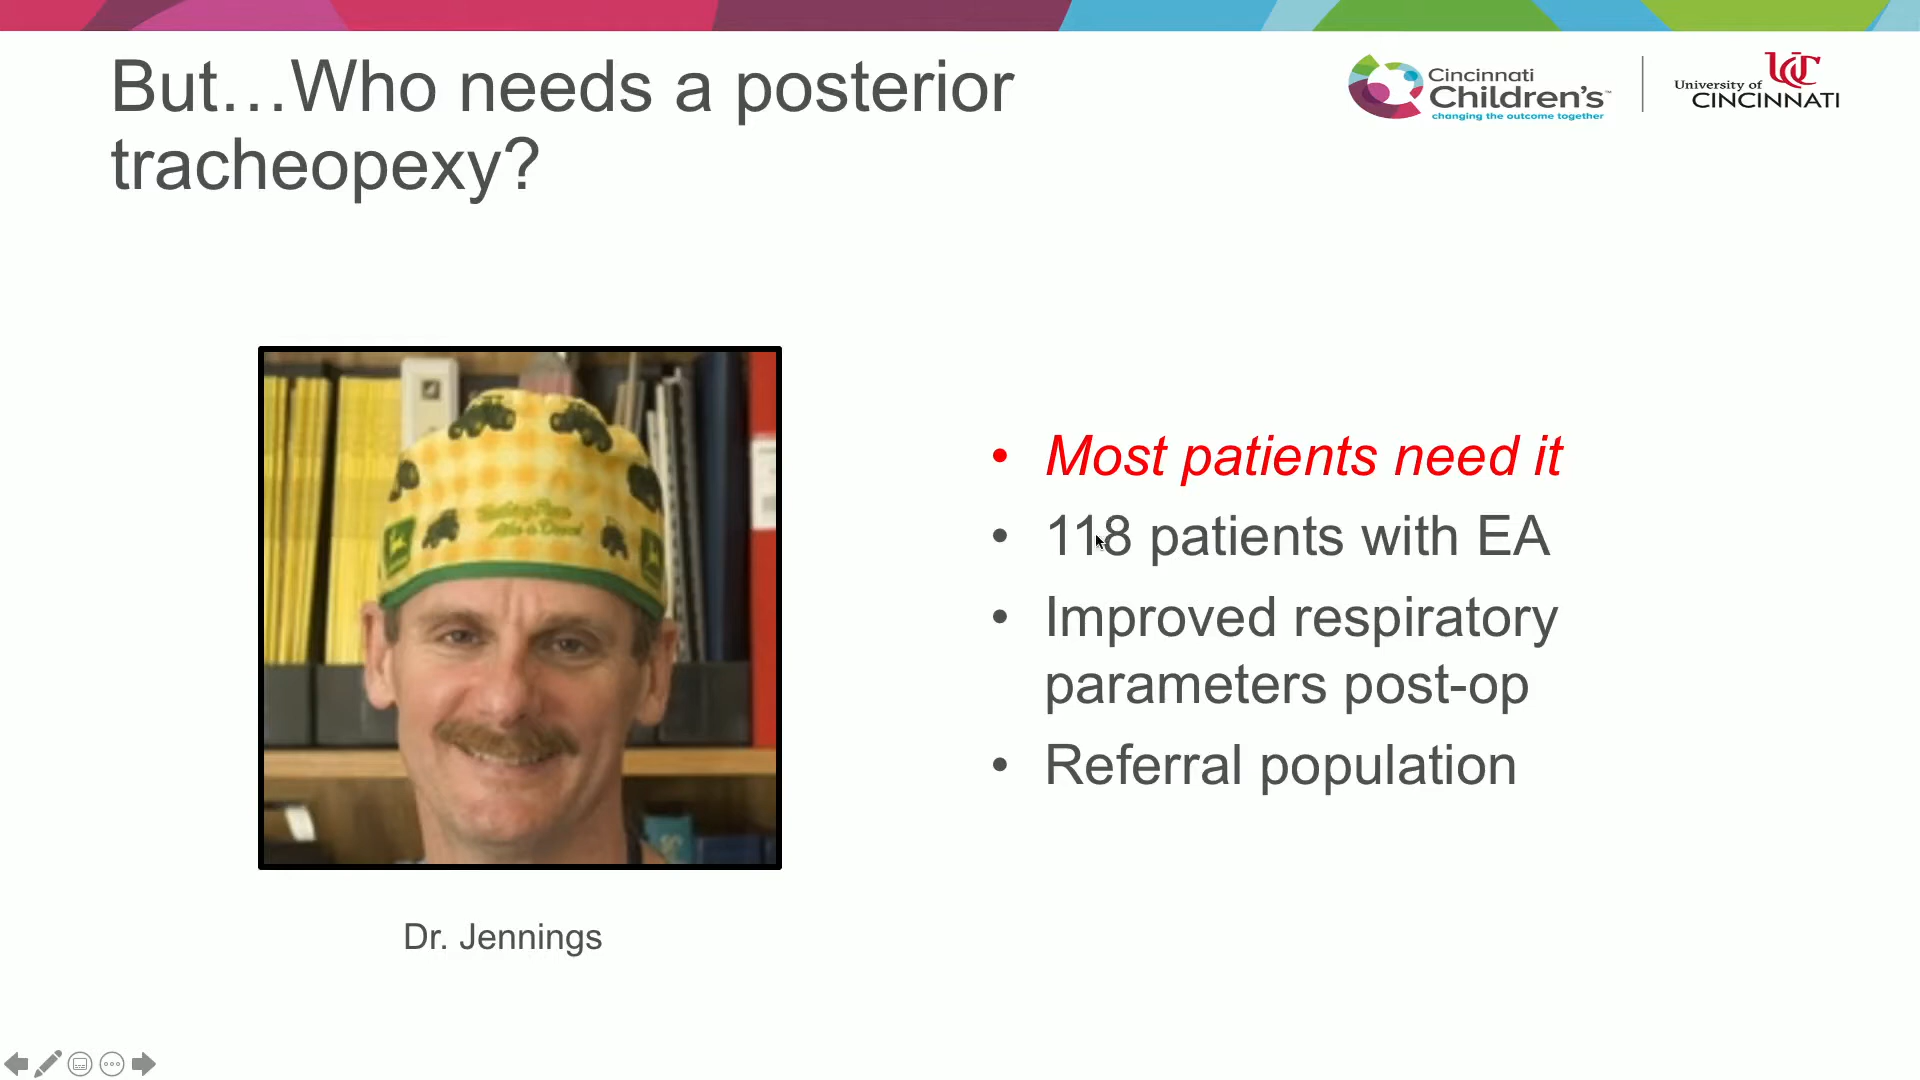 But…Who needs a posterior
tracheopexy?
Cincinnati
Children's™
changing the outcome together
University of
CINCINNATI
• Most patients need it
• 118 patients with EA
• Improved respiratory
parameters post-op
• Referral population
Dr. Jennings